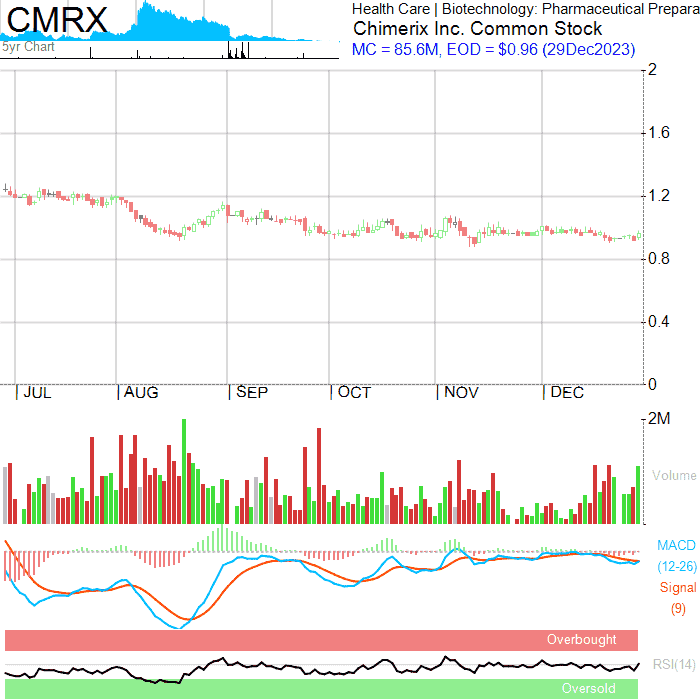 CMRX
5yr Chart
Health Care | Biotechnology: Pharmaceutical Prepara
Chimerix Inc. Common Stock
MC = 85.6M, EOD = $0.96 (29Dec2023)
2
1.6
1.2
0.8
0.4
0
| JUL | AUG | SEP | OCT | NOV | DEC
2M
Volume
MACD
(12-26)
Signal
(9)
Overbought
RSI(14)
Oversold